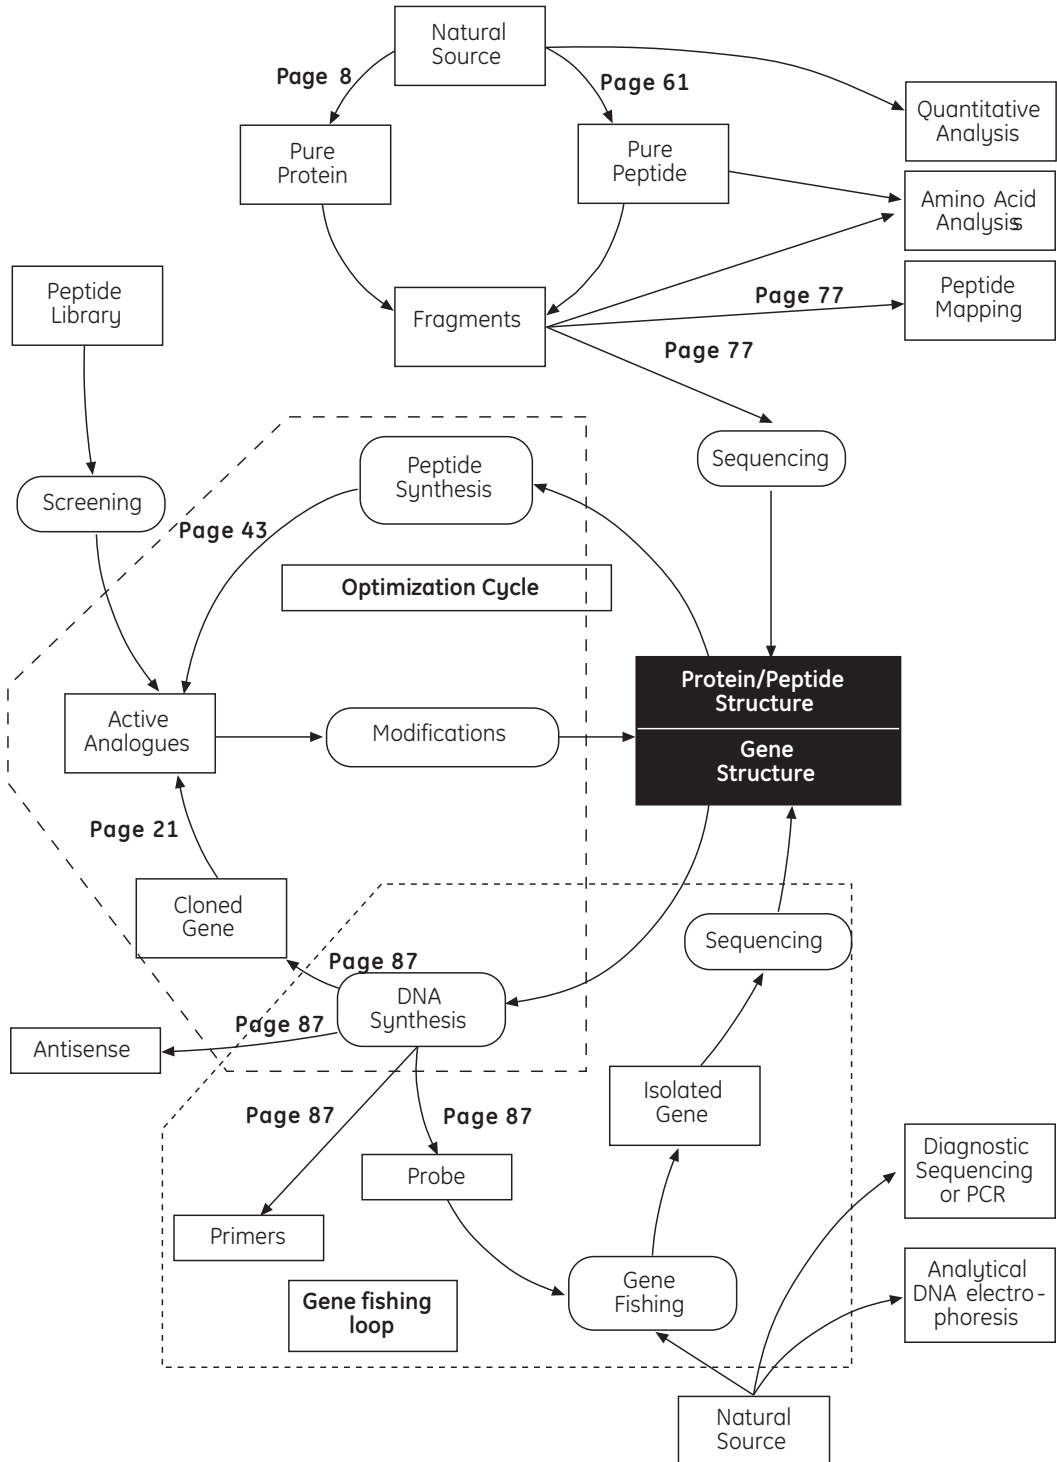 Natural
Source
Page 8
Page 61
Quantitative
Analysis
Pure
Protein
Pure
Peptide
Amino Acid
Analysis
Peptide
Library
Fragments
Page 77
Peptide
Mapping
Page 77
Sequencing
Peptide
Synthesis
Screening
Page 43
Optimization Cycle
Protein/Peptide
Structure
Gene
Structure
Active
Analogues
Modifications
Page 21
Cloned
Gene
Sequencing
Page 87
DNA
Synthesis
Page 87
Antisense
Isolated
Gene
Page 87
Page 87
Probe
Diagnostic
Sequencing
or PCR
Primers
Gene fishing
loop
Gene
Fishing
Analytical
DNA electro-
phoresis
Natural
Source